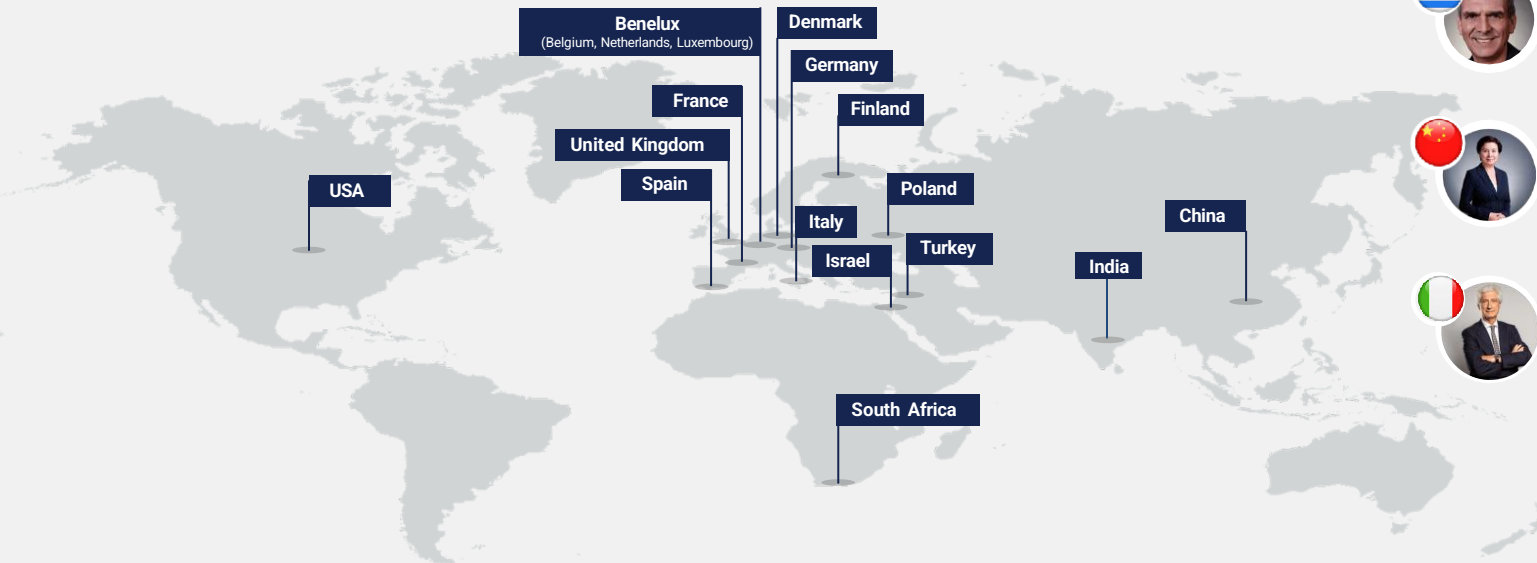 Benelux
(Belgium, Netherlands, Luxembourg)
Denmark
Germany
France
Finland
United Kingdom
Spain
USA
Poland
Italy
China
Turkey
Israel
India
South Africa